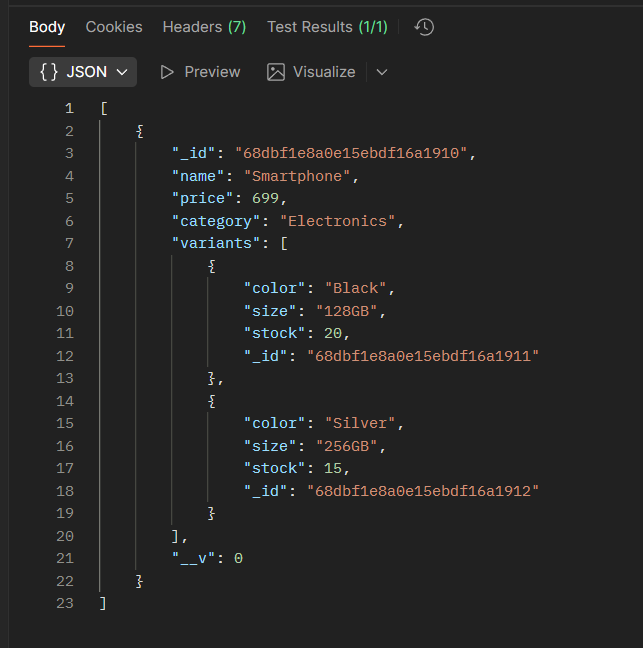 Body Cookies Headers (7) Test Results (1/1)
{} JSON Preview Visualize
1 [
2 {
3 "_id": "68dbf1e8a0e15ebdf16a1910",
4 "name": "Smartphone",
5 "price": 699,
6 "category": "Electronics",
7 "variants": [
8 {
9 "color": "Black",
10 "size": "128GB",
11 "stock": 20,
12 "_id": "68dbf1e8a0e15ebdf16a1911"
13 },
14 {
15 "color": "Silver",
16 "size": "256GB",
17 "stock": 15,
18 "_id": "68dbf1e8a0e15ebdf16a1912"
19 }
20 ],
21 "__v": 0
22 }
23 ]